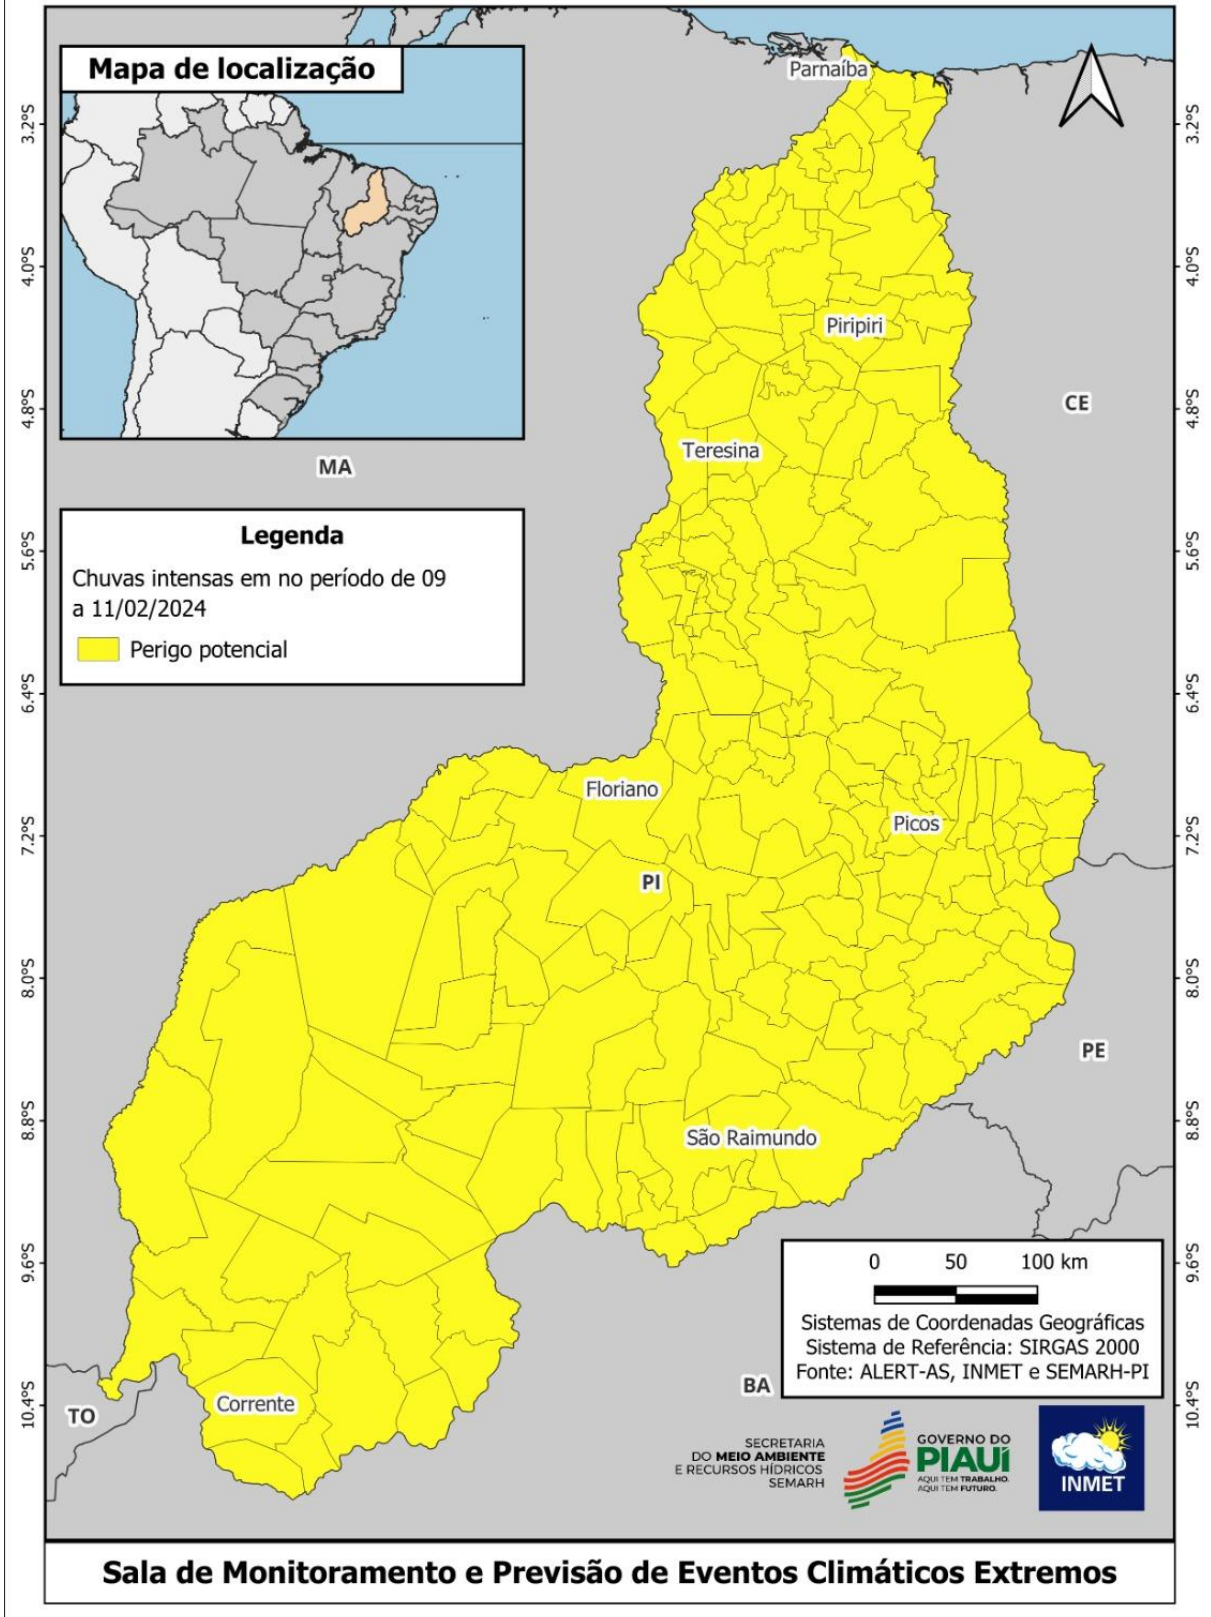 Mapa de localização
Parnaíba
Piripiri
CE
Teresina
MA
Legenda
Chuvas intensas em no período de 09
a 11/02/2024
Perigo potencial
Floriano
Picos
PI
PE
São Raimundo
0 50 100 km
Sistemas de Coordenadas Geográficas
Sistema de Referência: SIRGAS 2000
Fonte: ALERT-AS, INMET e SEMARH-PI
BA
Corrente
TO
3.2°S
4.0°S
4.8°S
5.6°S
6.4°S
7.2°S
8.0°S
8.8°S
9.6°S
10.4°S
3.2°S
4.0°S
4.8°S
5.6°S
6.4°S
7.2°S
8.0°S
8.8°S
9.6°S
10.4°S
SECRETARIA
DO MEIO AMBIENTE
E RECURSOS HÍDRICOS
SEMARH
GOVERNO DO
PIAUÍ
AQUI TEM TRABALHO.
AQUI TEM FUTURO.
INMET
Sala de Monitoramento e Previsão de Eventos Climáticos Extremos